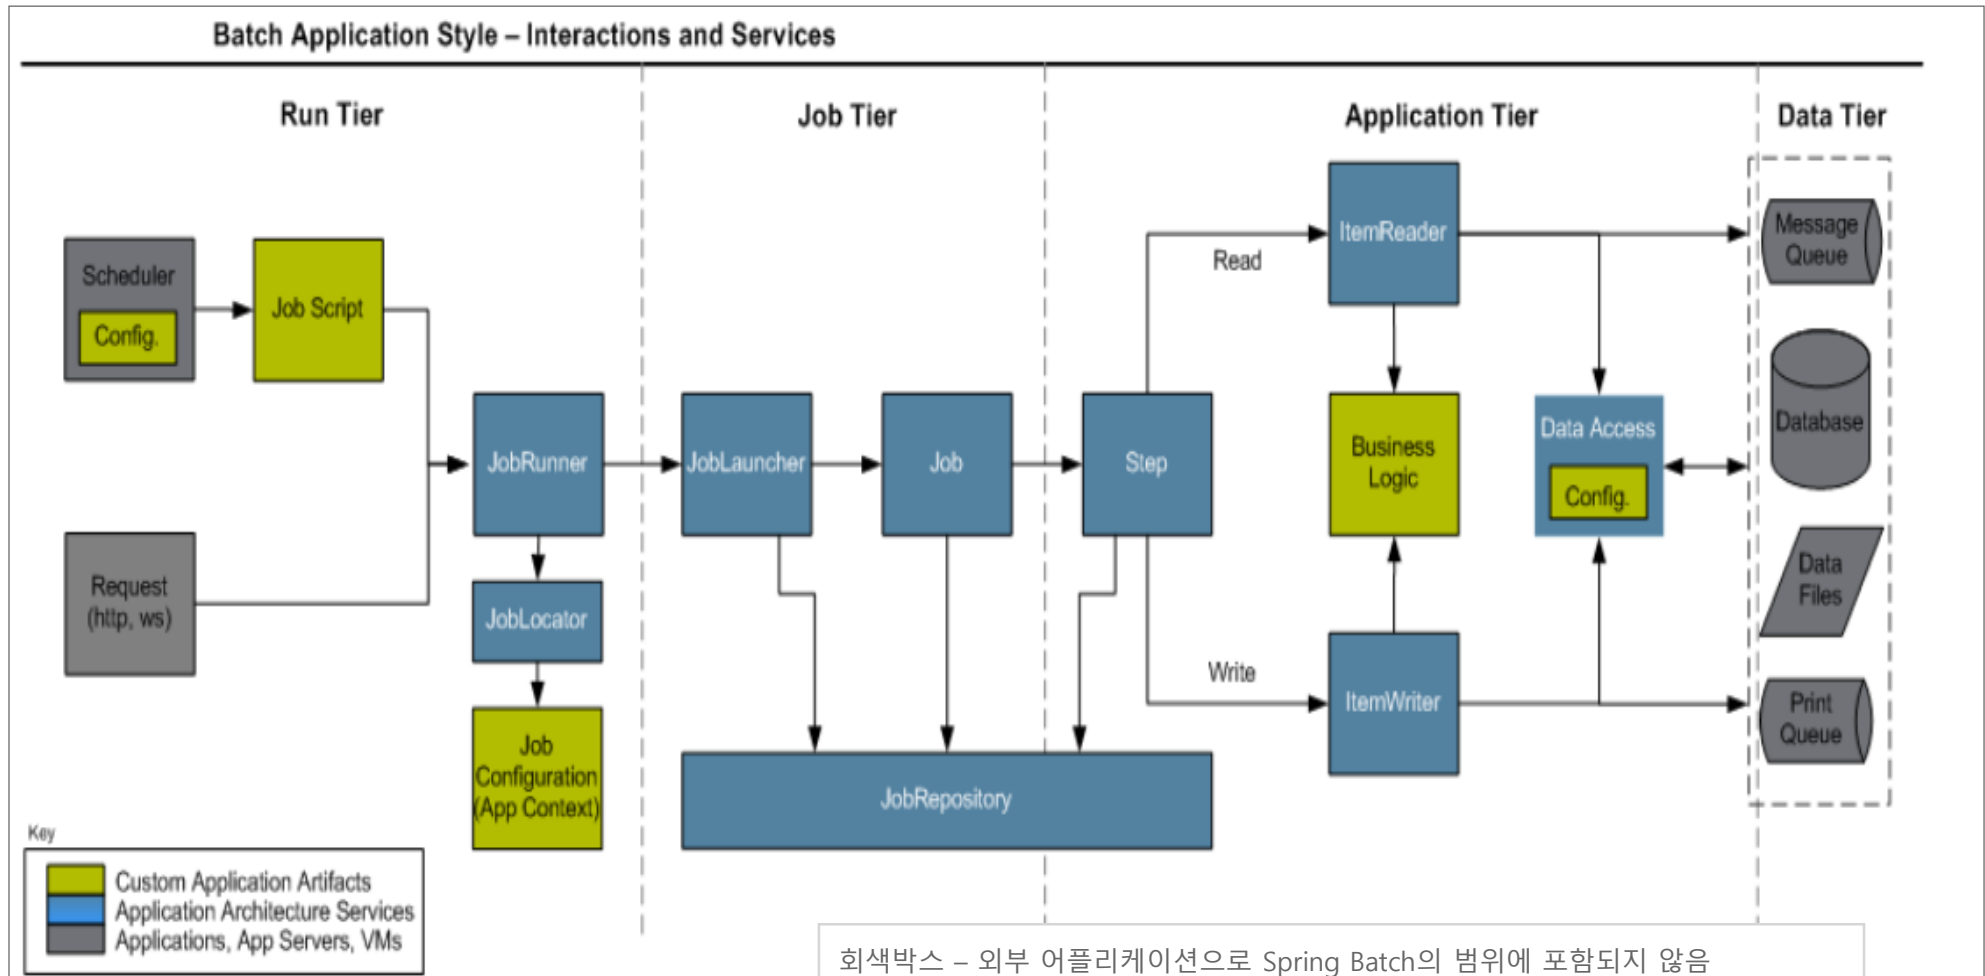 Batch Application Style – Interactions and Services
Run Tier
Job Tier
Application Tier
Data Tier
Scheduler
Config.
Job Script
Request
(http, ws)
JobRunner
JobLocator
Job
Configuration
(App Context)
JobLauncher
Job
JobRepository
Step
Read
Write
ItemReader
Business
Logic
ItemWriter
Data Access
Config.
Message
Queue
Database
Data
Files
Print
Queue
Key
Custom Application Artifacts
Application Architecture Services
Applications, App Servers, VMs
회색박스 – 외부 어플리케이션으로 Spring Batch의 범위에 포함되지 않음